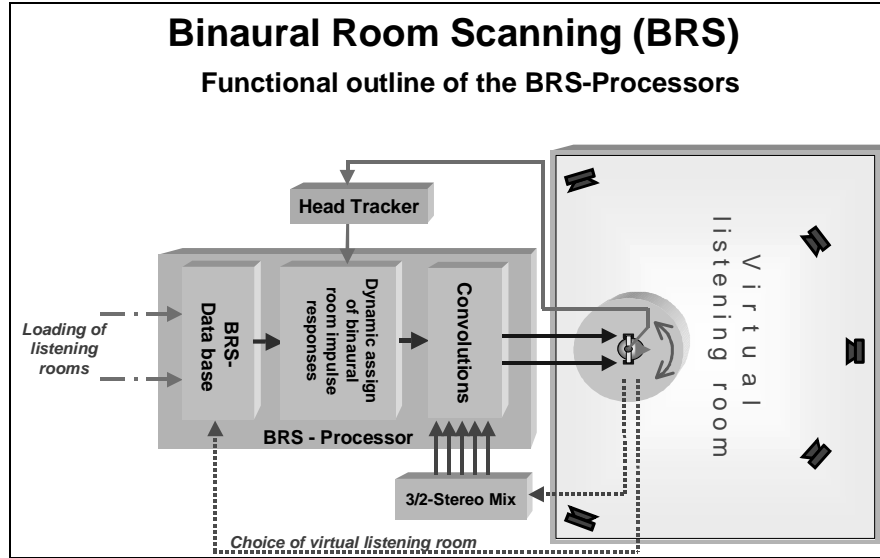 Binaural Room Scanning (BRS)
Functional outline of the BRS-Processors
Head Tracker
Loading of
listening
rooms
BRS-
Data base
Dynamic assign
of binaural
room impulse
responses
Convolutions
BRS - Processor
3/2-Stereo Mix
Choice of virtual listening room
Virtual
listening room